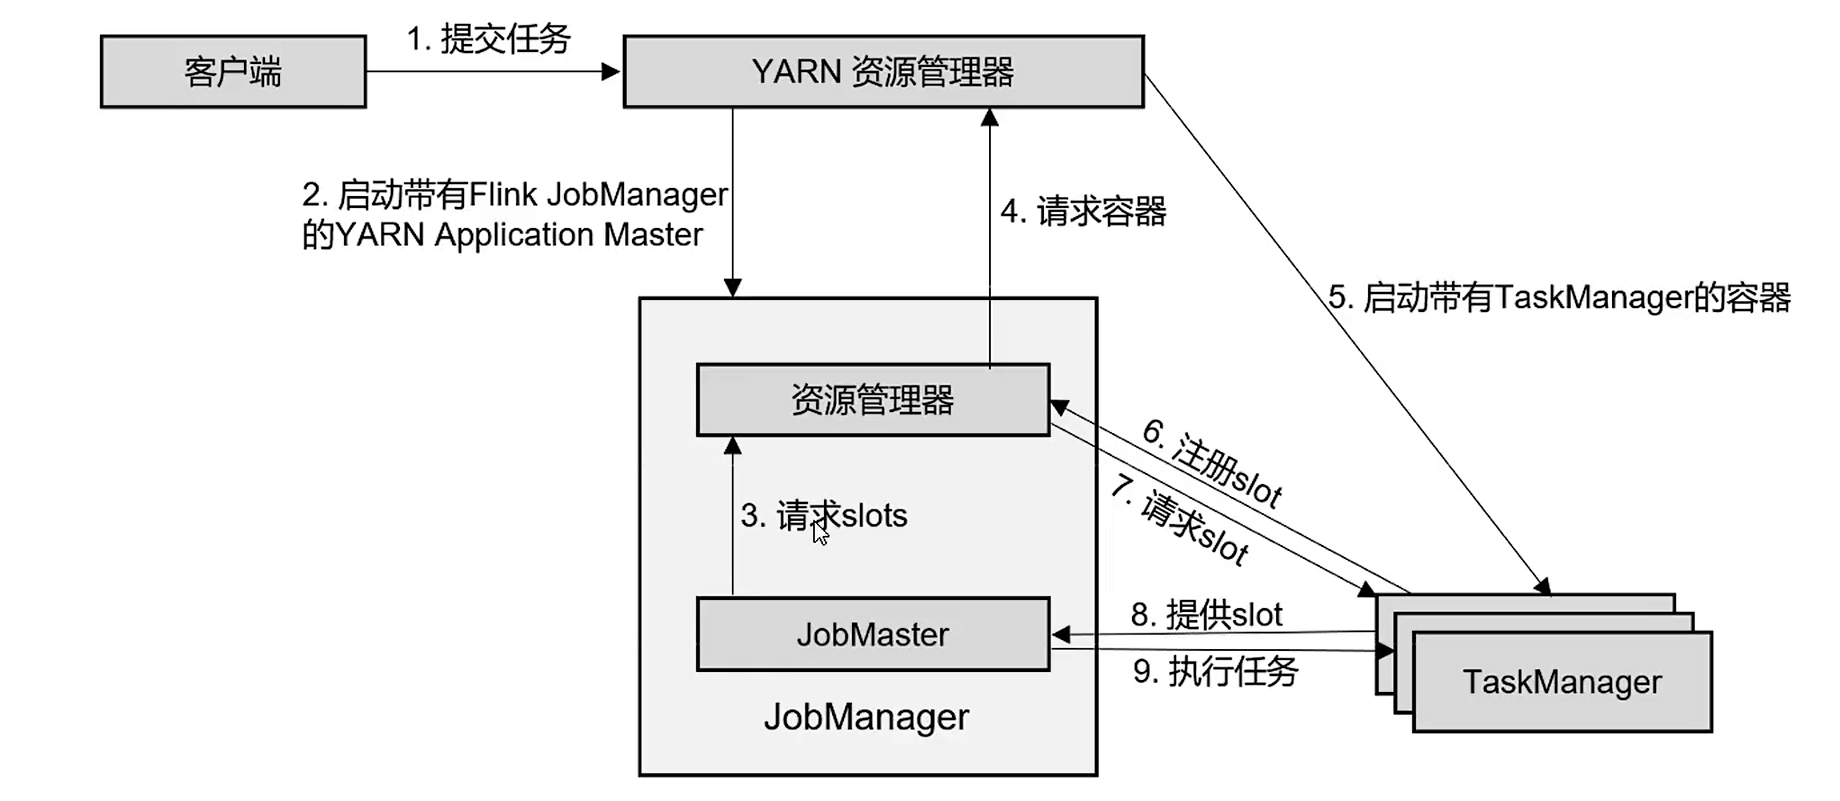 1. 提交任务
客户端
YARN 资源管理器
2. 启动带有Flink JobManager
的YARN Application Master
4. 请求容器
5. 启动带有TaskManager的容器
资源管理器
6. 注册slot
7. 请求slot
3. 请求slots
8. 提供slot
JobMaster
9. 执行任务
TaskManager
JobManager